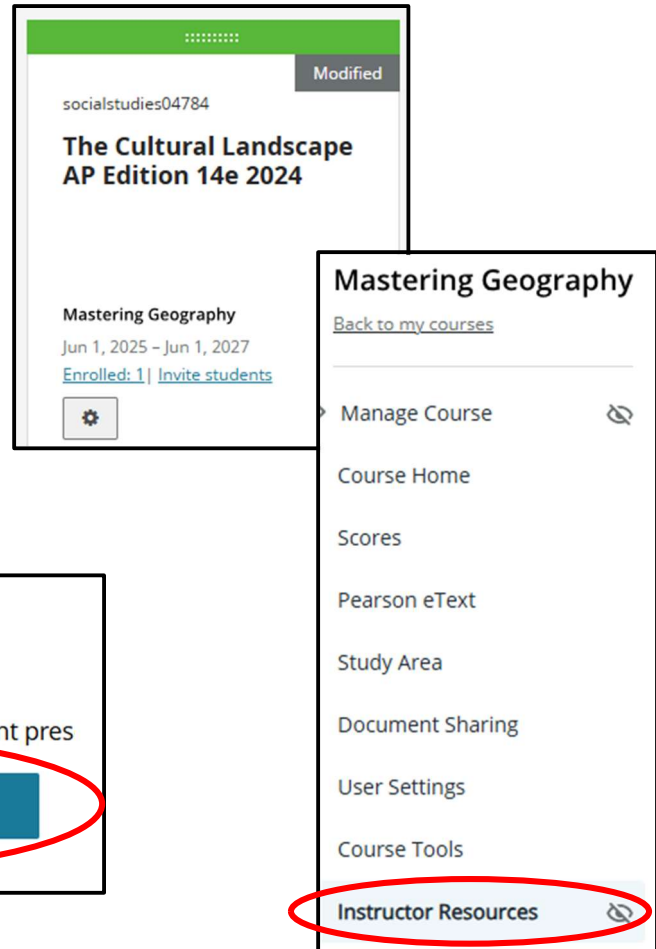 Modified
socialstudies04784
The Cultural Landscape
AP Edition 14e 2024
Mastering Geography
Jun 1, 2025 – Jun 1, 2027
Enrolled: 1| Invite students
Mastering Geography
Back to my courses
Manage Course
Course Home
Scores
Pearson eText
Study Area
Document Sharing
User Settings
Course Tools
Instructor Resources
nt pres